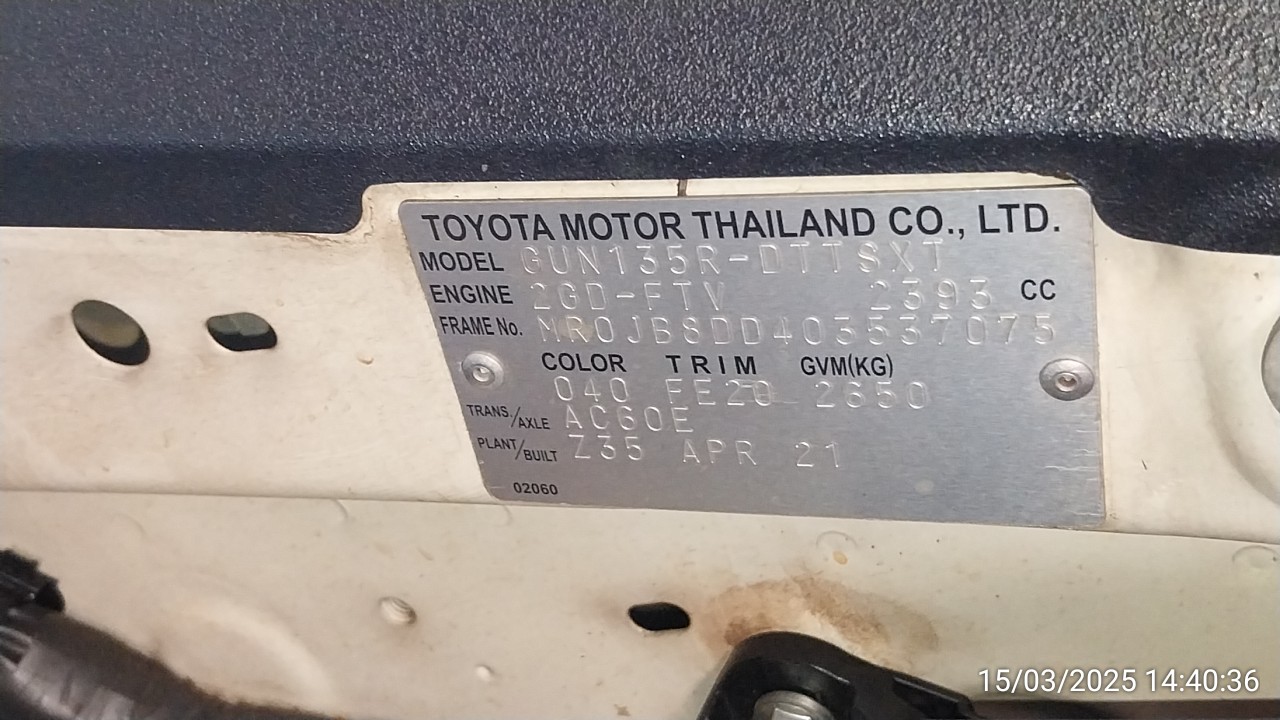 TOYOTA MOTOR THAILAND CO., LTD.
MODEL GUN135R-DTTSXT
ENGINE 2GD-FTV 2393 CC
FRAME No. MR0JB8DD403537075
COLOR TRIM GVM(KG)
040 FE20 2650
TRANS./AXLE AC60E
PLANT/BUILT Z35 APR 21
02060
15/03/2025 14:40:36